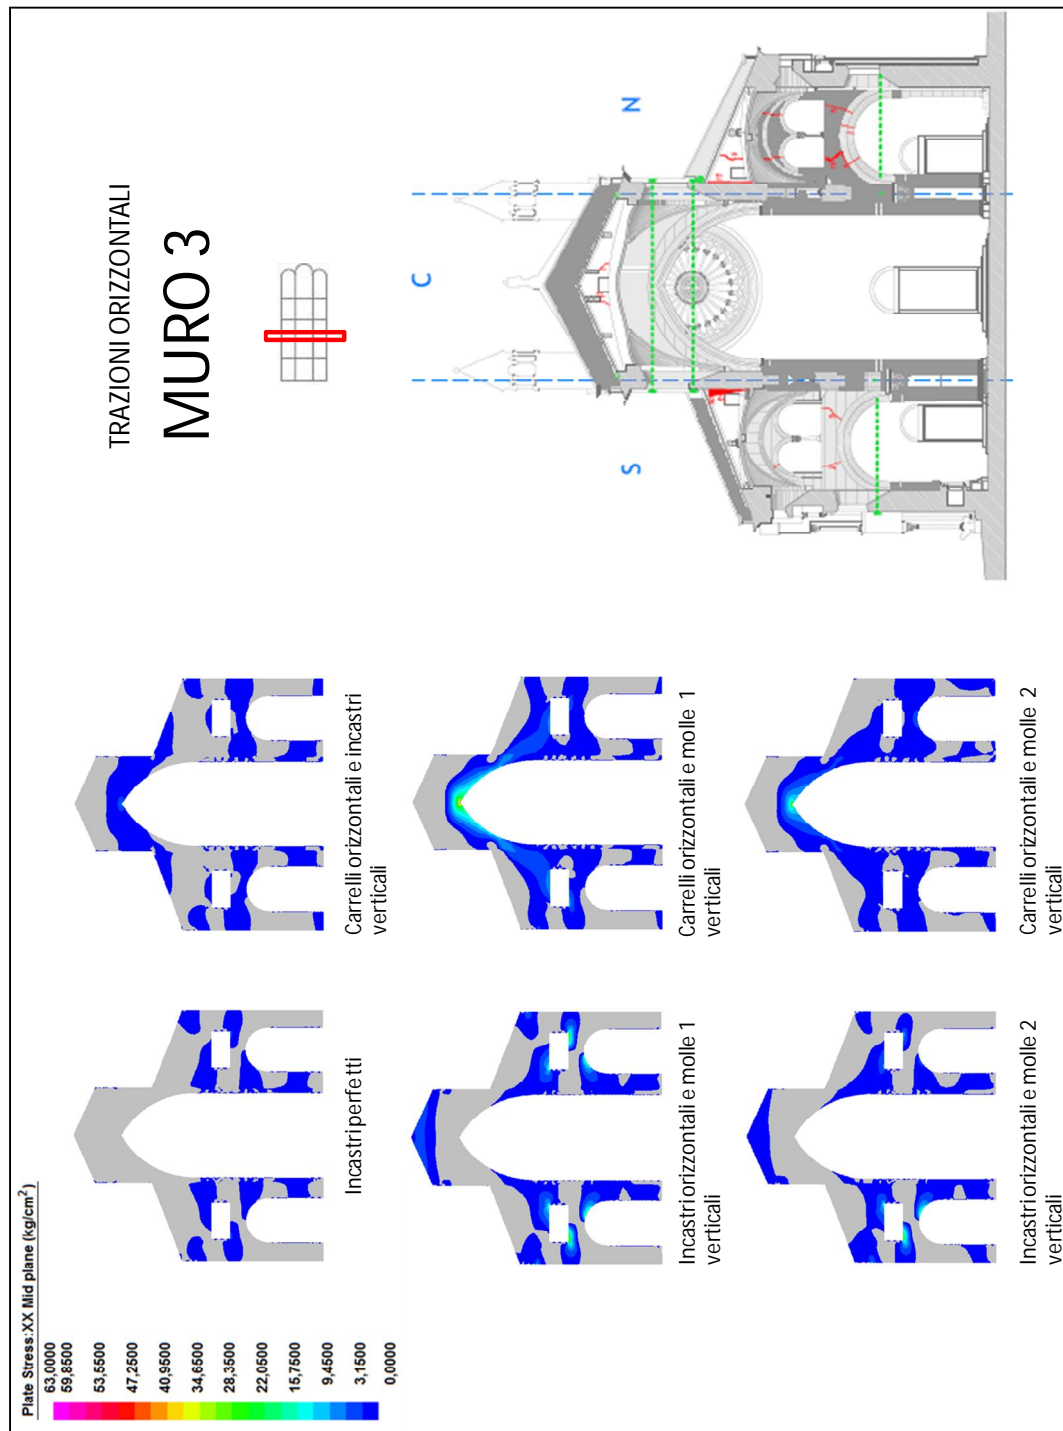 TRAZIONI ORIZZONTALI
MURO 3
Plate Stress:XX Mid plane (kg/cm²)
63,0000
59,8500
53,5500
47,2500
40,9500
34,6500
28,3500
22,0500
15,7500
9,4500
3,1500
0,0000
Incastri perfetti
Carrelli orizzontali e incastri
verticali
Incastri orizzontali e molle 1
verticali
Carrelli orizzontali e molle 1
verticali
Incastri orizzontali e molle 2
verticali
Carrelli orizzontali e molle 2
verticali
S
C
N